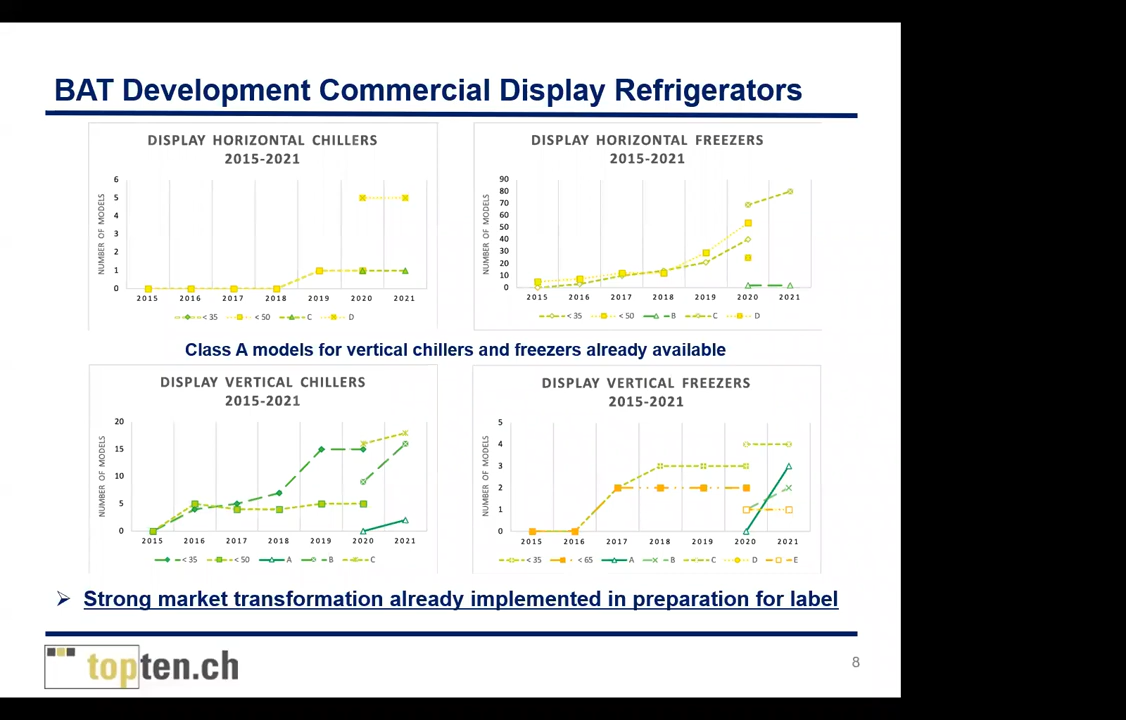 BAT Development Commercial Display Refrigerators
DISPLAY HORIZONTAL CHILLERS
2015-2021
NUMBER OF MODELS
6
5
4
3
2
1
0
2015 2016 2017 2018 2019 2020 2021
< 35 < 50 C D
DISPLAY HORIZONTAL FREEZERS
2015-2021
NUMBER OF MODELS
90
80
70
60
50
40
30
20
10
0
2015 2016 2017 2018 2019 2020 2021
< 35 < 50 B C D
Class A models for vertical chillers and freezers already available
DISPLAY VERTICAL CHILLERS
2015-2021
NUMBER OF MODELS
20
15
10
5
0
2015 2016 2017 2018 2019 2020 2021
< 35 < 50 A B C
DISPLAY VERTICAL FREEZERS
2015-2021
NUMBER OF MODELS
5
4
3
2
1
0
2015 2016 2017 2018 2019 2020 2021
< 35 < 65 A B C D E
➢ Strong market transformation already implemented in preparation for label
topten.ch
8